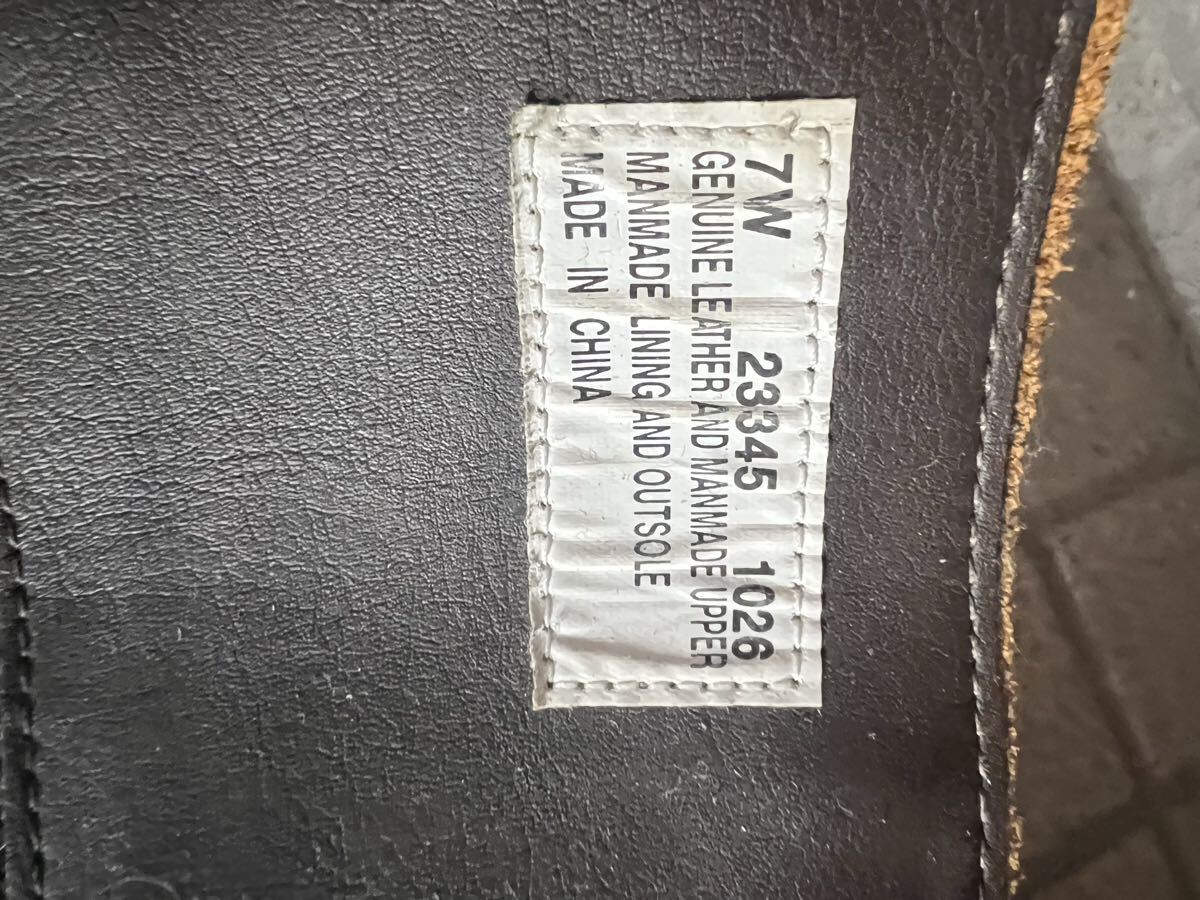 7W 23345 1026
GENUINE LEATHER AND MANMADE UPPER
MANMADE LINING AND OUTSOLE
MADE IN CHINA